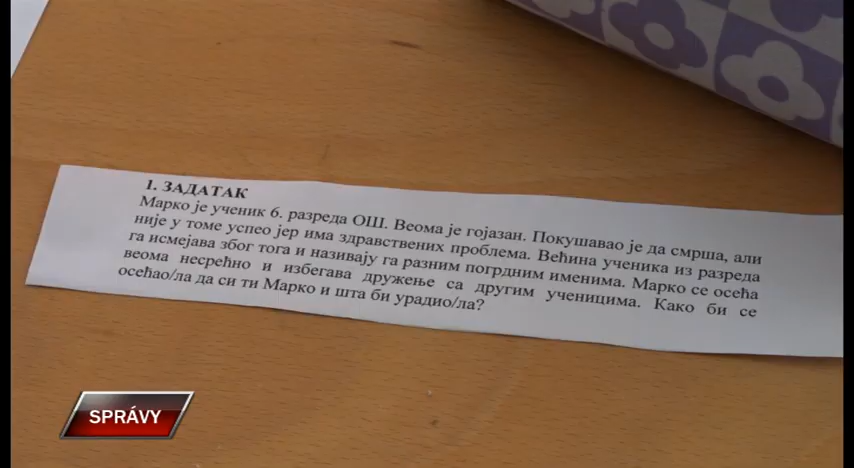 1. ЗАДАТАК
Марко је ученик 6. разреда ОШ. Веома је гојазан. Покушавао је да смрша, али
није у томе успео јер има здравствених проблема. Већина ученика из разреда
га исмејава због тога и називају га разним погрдним именима. Марко се осећа
веома несрећно и избегава дружење са другим ученицима. Како би се
осећао/ла да си ти Марко и шта би урадио/ла?
SPRÁVY